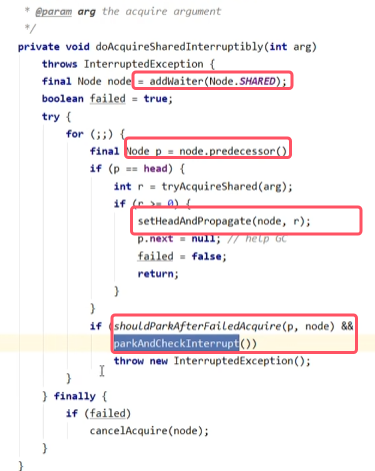 * @param arg the acquire argument
*/
private void doAcquireSharedInterruptibly(int arg)
throws InterruptedException {
final Node node = addWaiter(Node.SHARED);
boolean failed = true;
try {
for (;;) {
final Node p = node.predecessor()
if (p == head) {
int r = tryAcquireShared(arg);
if (r >= 0) {
setHeadAndPropagate(node, r);
p.next = null; // help GC
failed = false;
return;
}
}
if (shouldParkAfterFailedAcquire(p, node) &&
parkAndCheckInterrupt())
throw new InterruptedException();
}
} finally {
if (failed)
cancelAcquire(node);
}
}